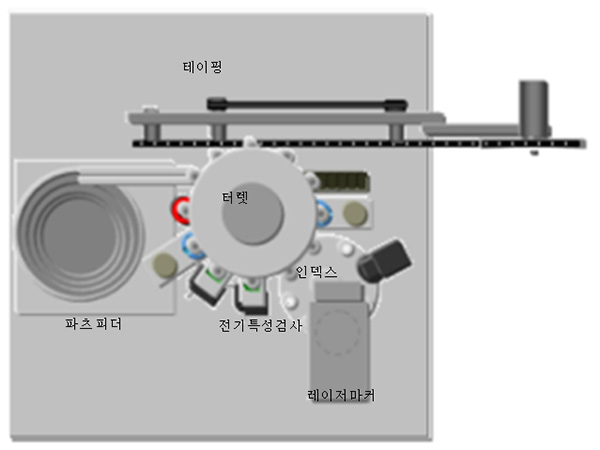 테이핑
터렛
인덱스
파츠피더
전기특성검사
레이저마커